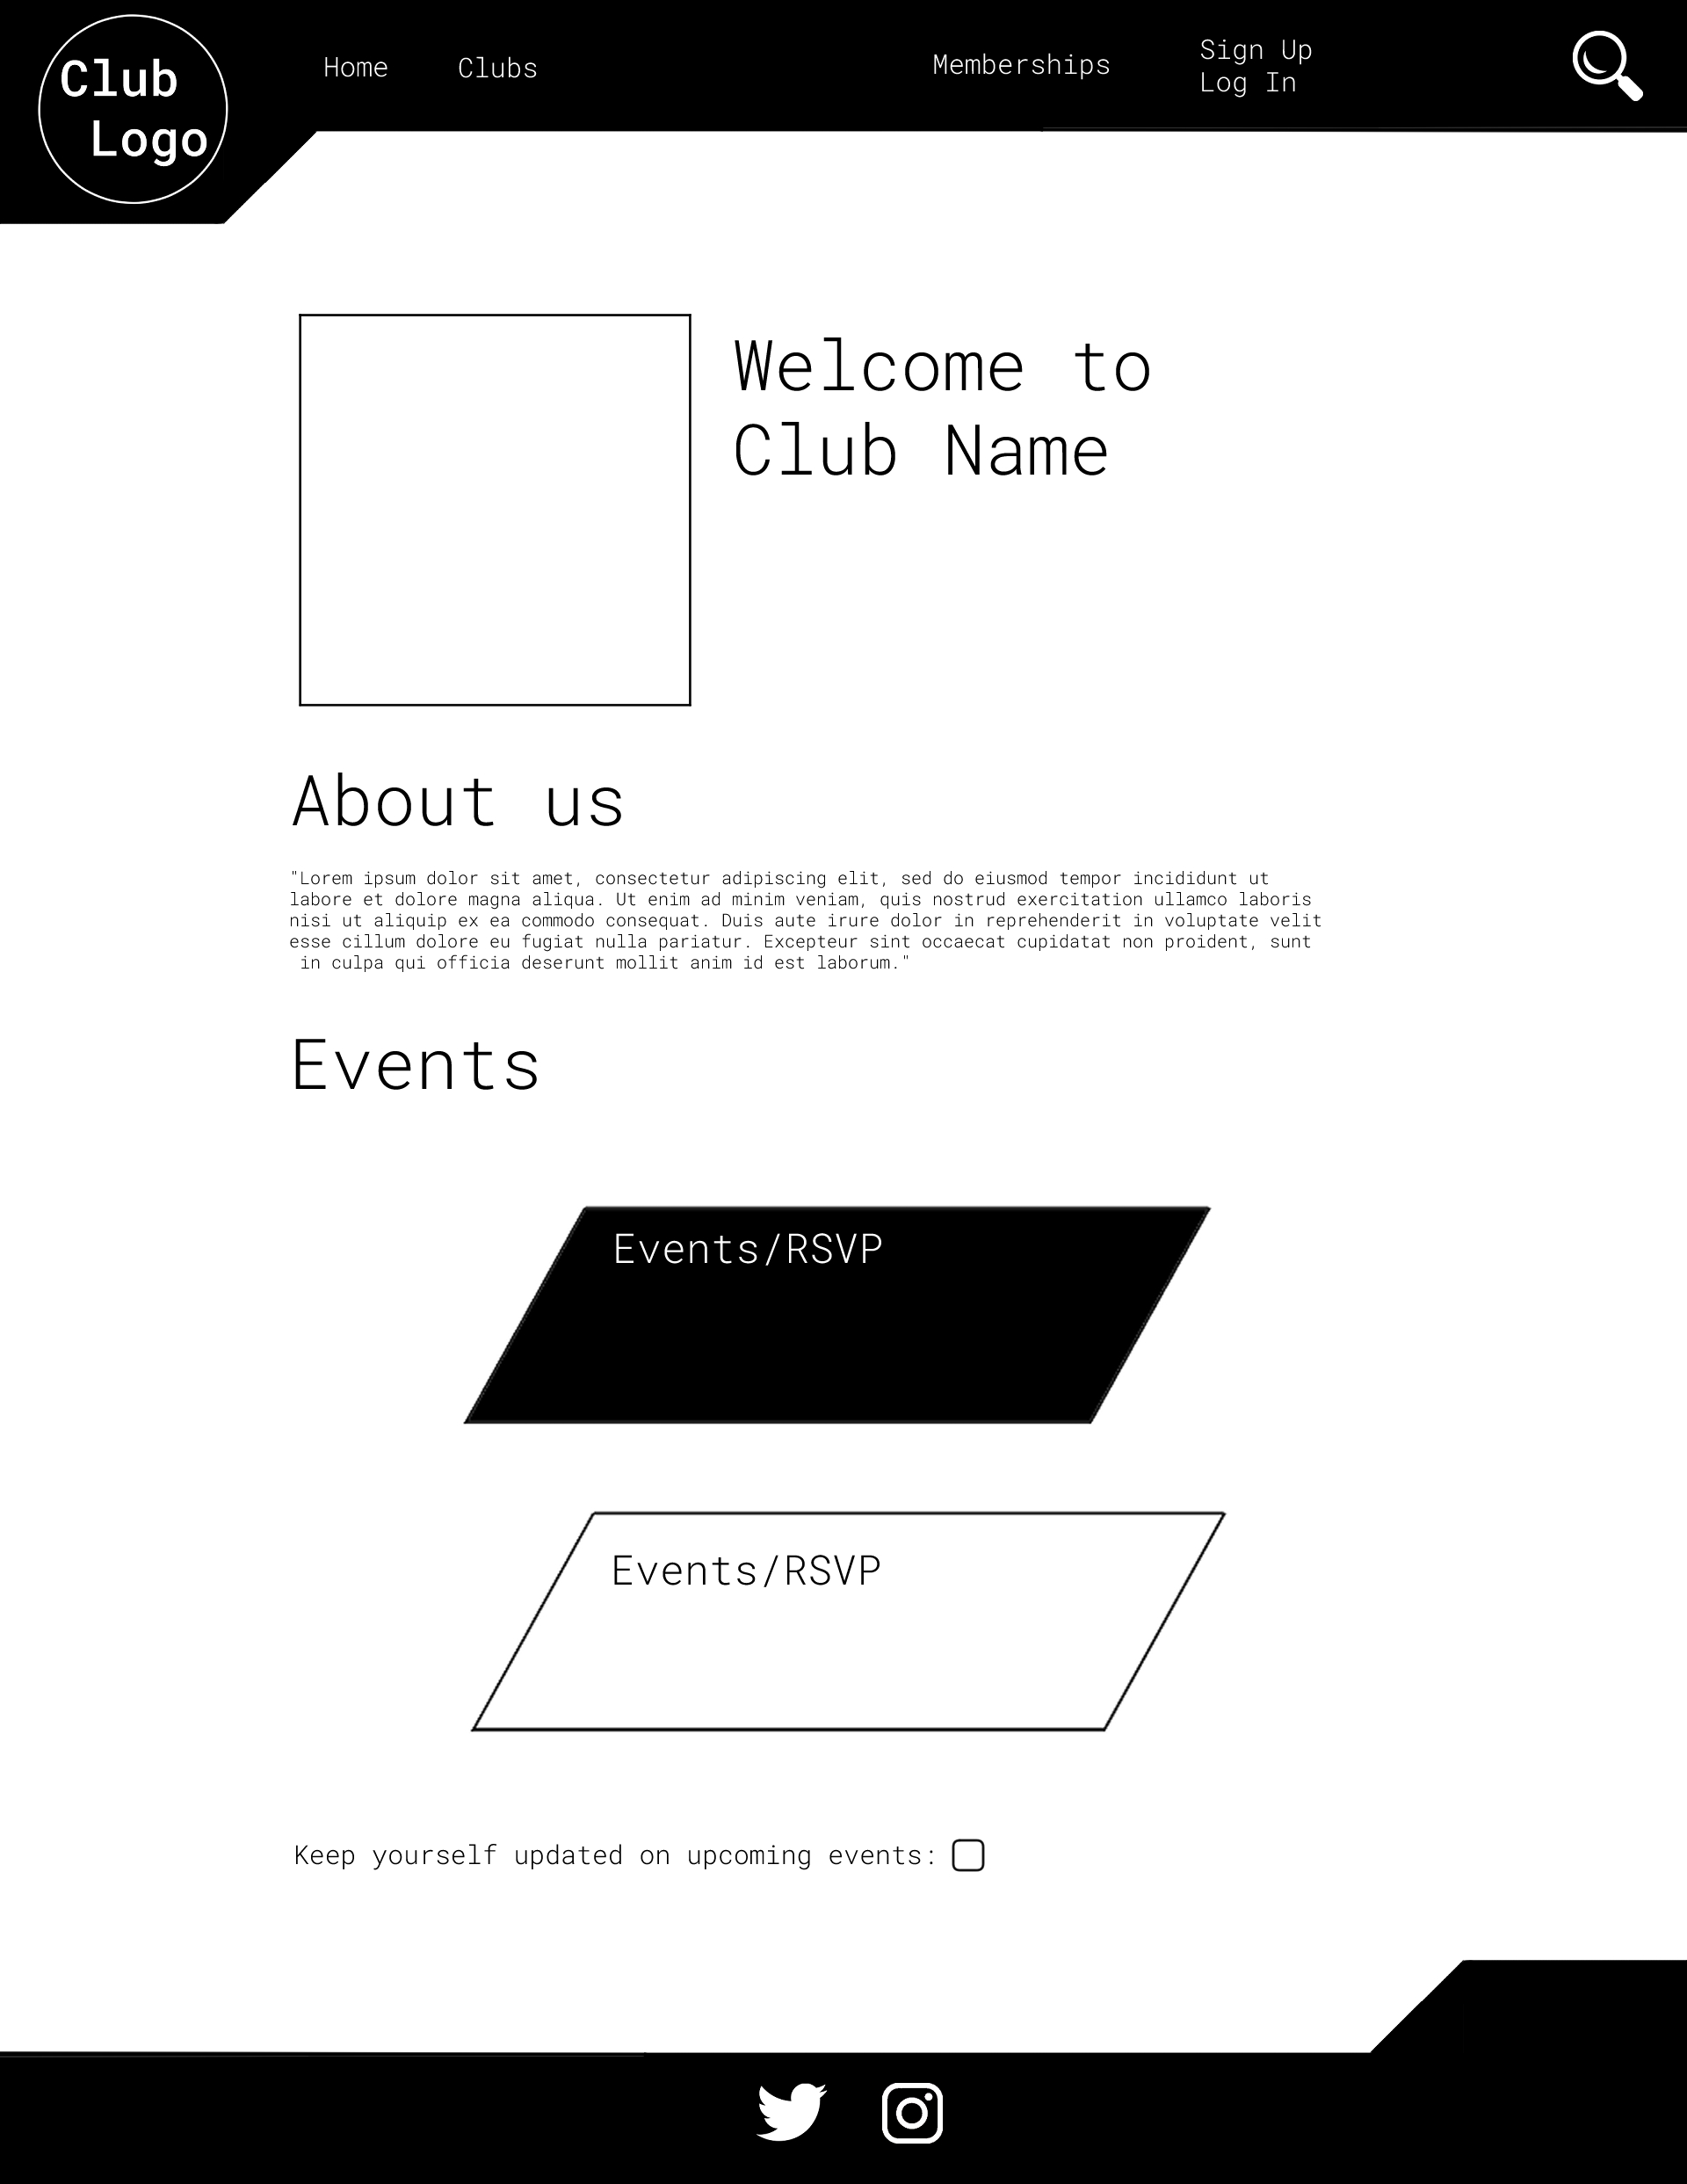 Club
Logo
Home
Clubs
Memberships
Sign Up
Log In
Welcome to
Club Name
About us
"Lorem ipsum dolor sit amet, consectetur adipiscing elit, sed do eiusmod tempor incididunt ut
labore et dolore magna aliqua. Ut enim ad minim veniam, quis nostrud exercitation ullamco laboris
nisi ut aliquip ex ea commodo consequat. Duis aute irure dolor in reprehenderit in voluptate velit
esse cillum dolore eu fugiat nulla pariatur. Excepteur sint occaecat cupidatat non proident, sunt
in culpa qui officia deserunt mollit anim id est laborum."
Events
Events/RSVP
Events/RSVP
Keep yourself updated on upcoming events: